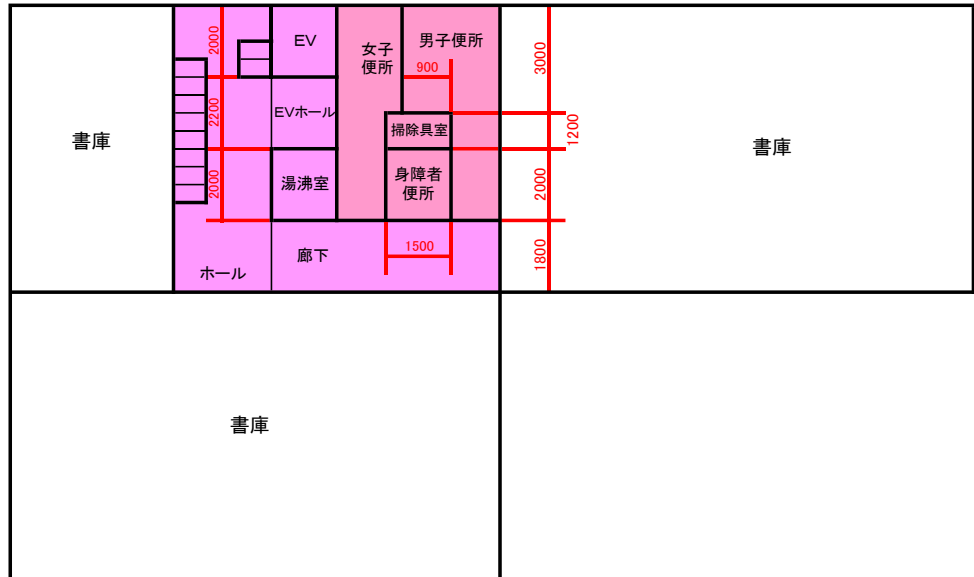 2000
EV
女子
便所
男子便所
900
3000
書庫
2200
EVホール
掃除具室
1200
書庫
2000
湯沸室
身障者
便所
2000
ホール
廊下
1500
1800
書庫